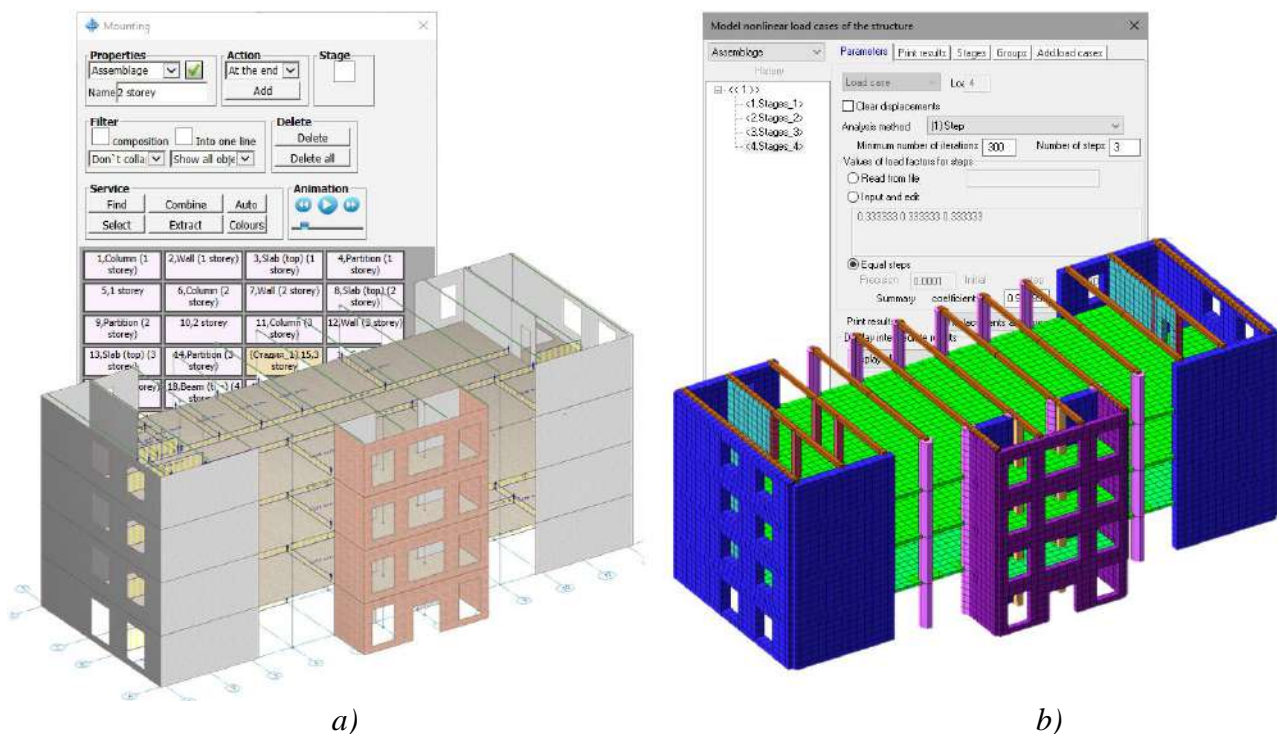 Mounting
Properties
Assemblage
Name 2 storey
Action
At the end
Add
Stage
Filter
composition Into one line
Don`t colla Show all obje
Delete
Delete
Delete all
Service
Find Combine Auto
Select Extract Colours
Animation
1,Column (1 storey)
2,Wall (1 storey)
3,Slab (top) (1 storey)
4,Partition (1 storey)
5,1 storey
6,Column (2 storey)
7,Wall (2 storey)
8,Slab (top) (2 storey)
9,Partition (2 storey)
10,2 storey
11,Column (3 storey)
12,Wall (3 storey)
13,Slab (top) (3
14,Partition (3 storey)
(Стадия_1) 15,3 storey
orey)
18,Beam (top) (4
a)
Model nonlinear load cases of the structure
Assemblage
History
<< 1 >>
<1.Stages_1>
<2.Stages_2>
<3.Stages_3>
<4.Stages_4>
Parameters Print results Stages Groups Add.load cases
Load case 4
Clear displacements
Analysis method (1) Step
Minimum number of iterations 300 Number of steps 3
Values of load factors for steps
Read from file
Input and edit
0.333333 0.333333 0.333333
Equal steps
Precision 0.0001 Initial
Summary coefficient
Print results
b)